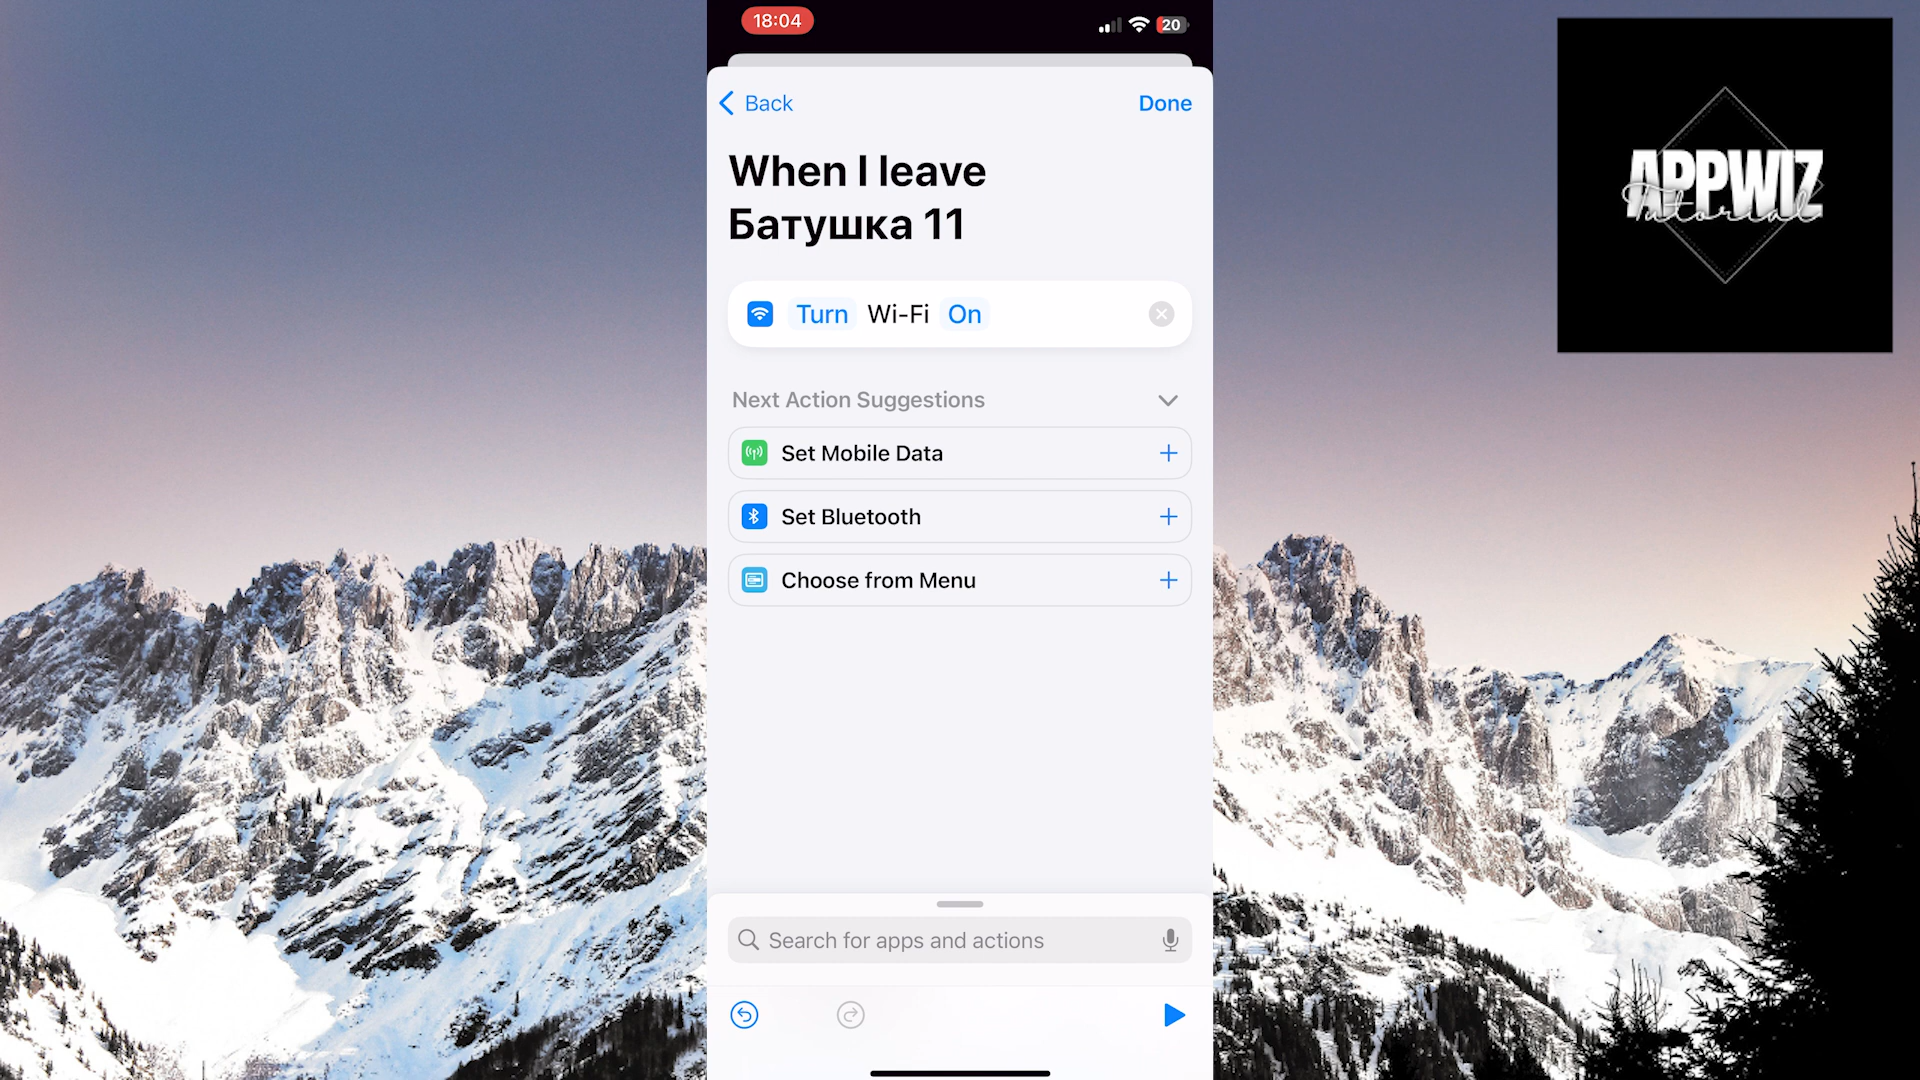 18:04
20
Back
Done
When I leave
Батушка 11
Turn Wi-Fi On
Next Action Suggestions
Set Mobile Data
Set Bluetooth
Choose from Menu
Search for apps and actions
APPWIZ
Tutorial